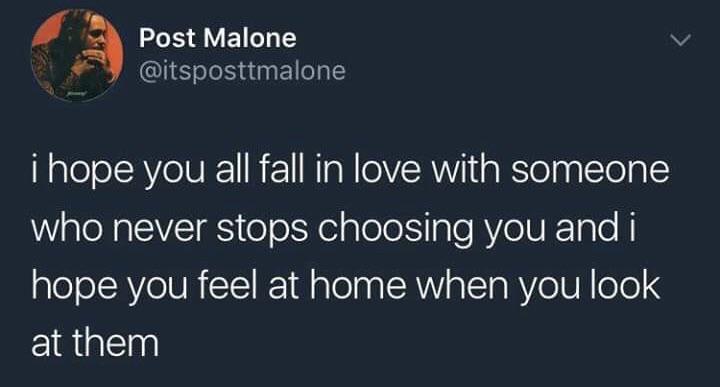 Post Malone
@itsposttmalone
i hope you all fall in love with someone
who never stops choosing you and i
hope you feel at home when you look
at them